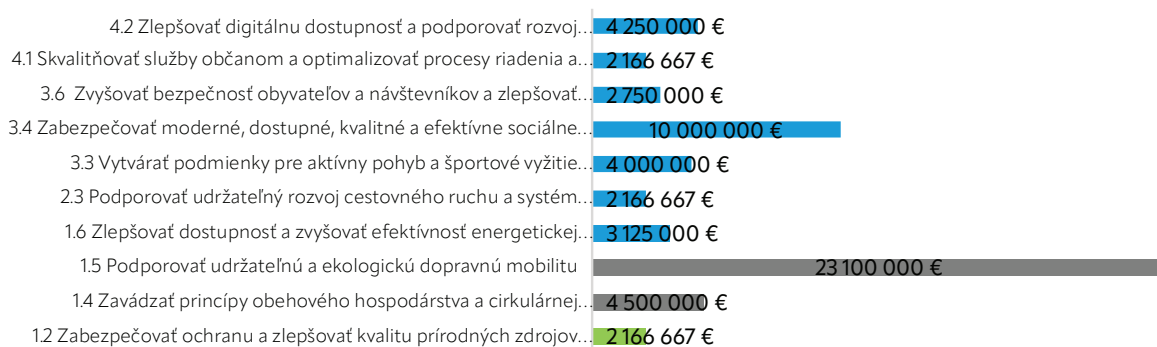 4.2 Zlepšovať digitálnu dostupnosť a podporovať rozvoj... 4 250 000 €
4.1 Skvalitňovať služby občanom a optimalizovať procesy riadenia a... 2 166 667 €
3.6 Zvyšovať bezpečnosť obyvateľov a návštevníkov a zlepšovať... 2 750 000 €
3.4 Zabezpečovať moderné, dostupné, kvalitné a efektívne sociálne... 10 000 000 €
3.3 Vytvárať podmienky pre aktívny pohyb a športové vyžitie... 4 000 000 €
2.3 Podporovať udržateľný rozvoj cestovného ruchu a systém... 2 166 667 €
1.6 Zlepšovať dostupnosť a zvyšovať efektívnosť energetickej... 3 125 000 €
1.5 Podporovať udržateľnú a ekologickú dopravnú mobilitu 23 100 000 €
1.4 Zavádzať princípy obehového hospodárstva a cirkulárnej... 4 500 000 €
1.2 Zabezpečovať ochranu a zlepšovať kvalitu prírodných zdrojov... 2 166 667 €